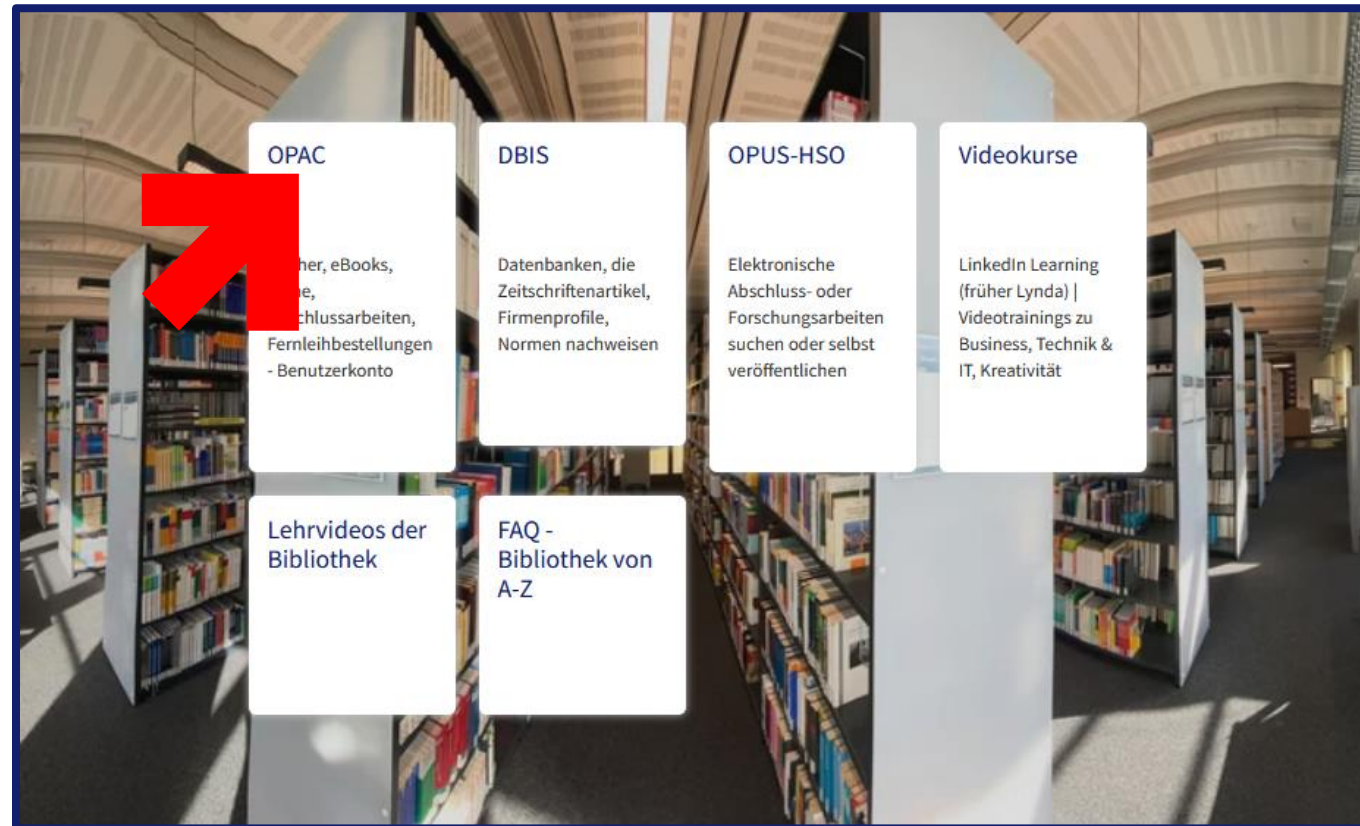 OPAC
her, eBooks,
e,
chlussarbeiten,
Fernleihbestellungen
- Benutzerkonto
DBIS
Datenbanken, die
Zeitschriftenartikel,
Firmenprofile,
Normen nachweisen
OPUS-HSO
Elektronische
Abschluss- oder
Forschungsarbeiten
suchen oder selbst
veröffentlichen
Videokurse
LinkedIn Learning
(früher Lynda) |
Videotrainings zu
Business, Technik &
IT, Kreativität
Lehrvideos der
Bibliothek
FAQ -
Bibliothek von
A-Z